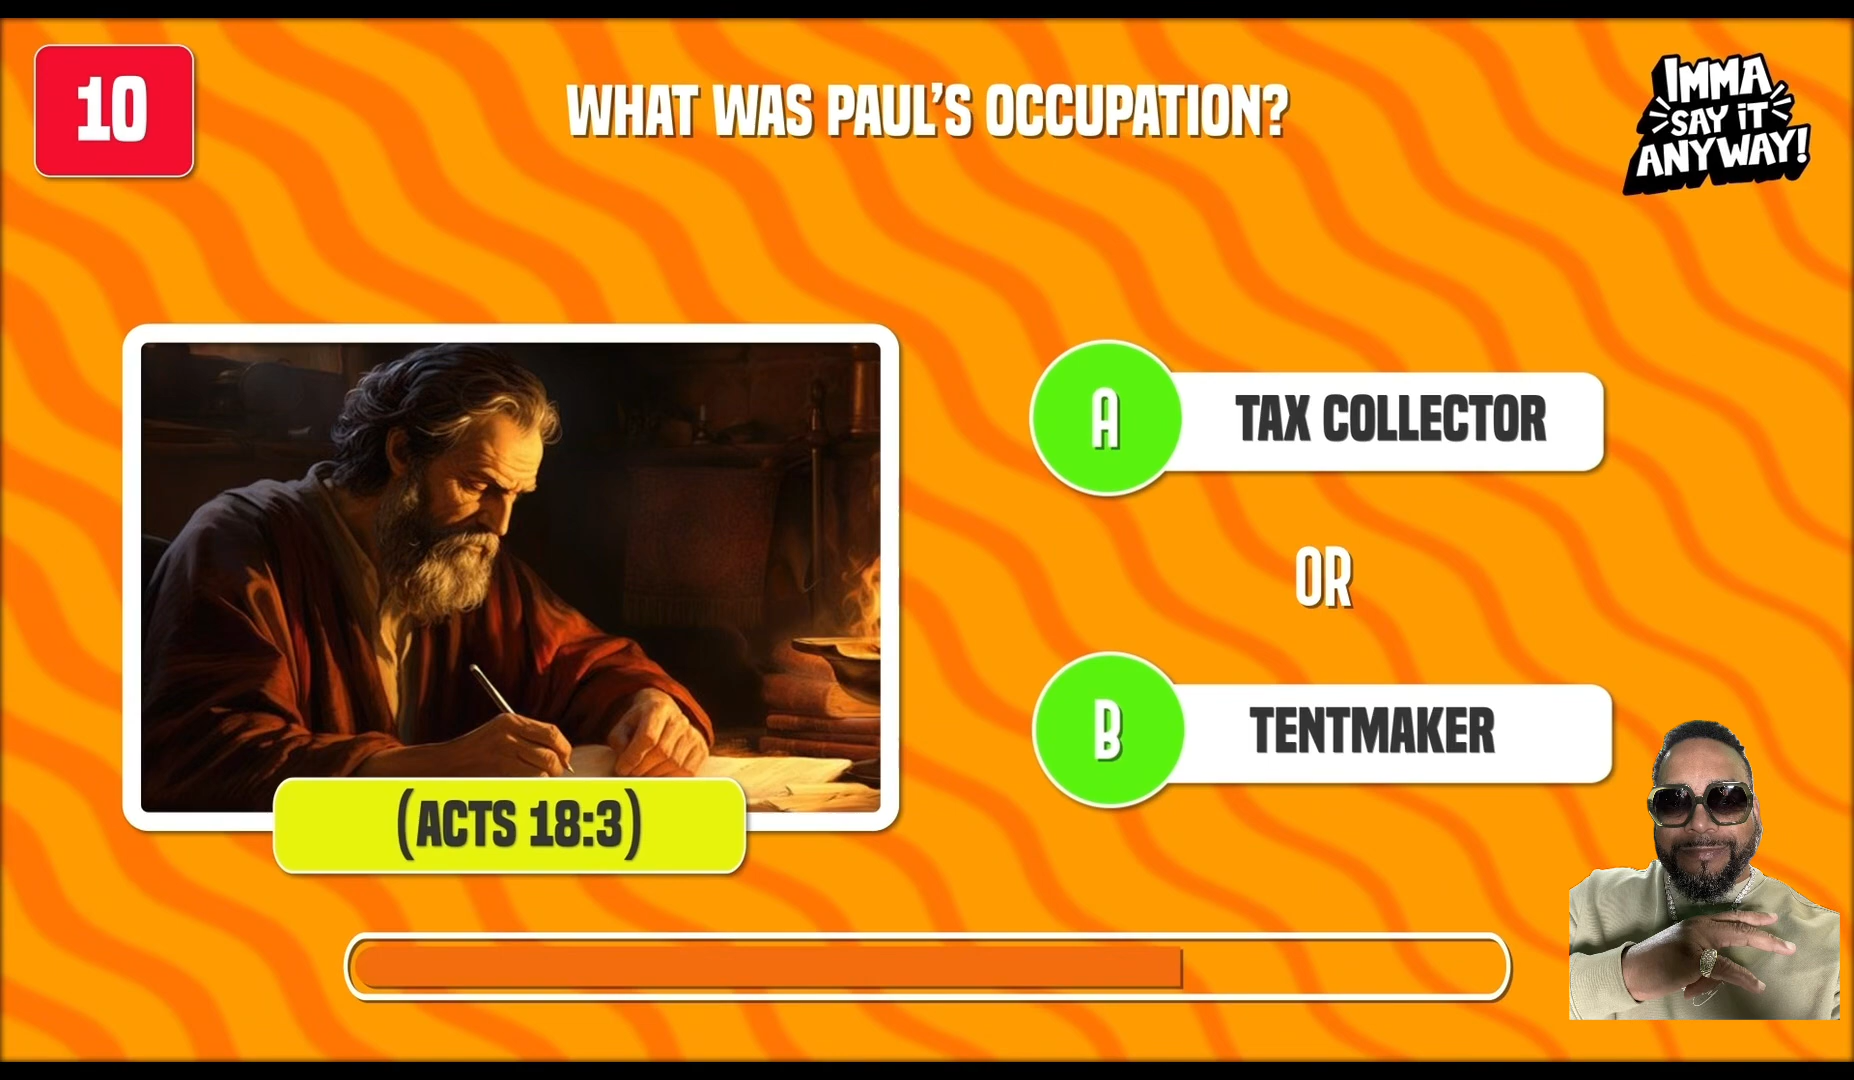 10
WHAT WAS PAUL'S OCCUPATION?
IMMA
SAY iT
ANYWAY!
A
TAX COLLECTOR
OR
B
TENTMAKER
(ACTS 18:3)